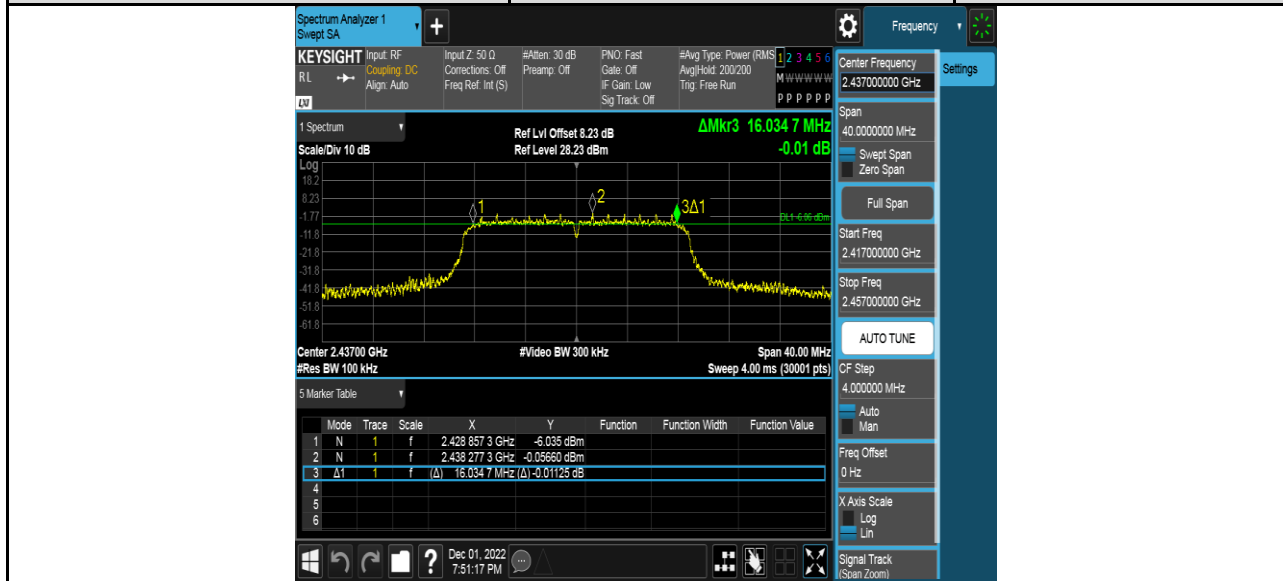 Spectrum Analyzer 1
Swept SA
+
Frequency
KEYSIGHT
RL
LXI
Input: RF
Coupling: DC
Align: Auto
Input Z: 50 Ω
Corrections: Off
Freq Ref: Int (S)
#Atten: 30 dB
Preamp: Off
PNO: Fast
Gate: Off
IF Gain: Low
Sig Track: Off
#Avg Type: Power (RMS
Avg|Hold: 200/200
Trig: Free Run
1 2 3 4 5 6
M W W W W W
P P P P P P
1 Spectrum
Scale/Div 10 dB
Ref Lvl Offset 8.23 dB
Ref Level 28.23 dBm
ΔMkr3 16.034 7 MHz
-0.01 dB
Log
18.2
8.23
-1.77
-11.8
-21.8
-31.8
-41.8
-51.8
-61.8
1
2
3Δ1
DL1 -6.06 dBm
Center 2.43700 GHz
#Video BW 300 kHz
Span 40.00 MHz
#Res BW 100 kHz
Sweep 4.00 ms (30001 pts)
5 Marker Table
Mode Trace Scale X Y Function Function Width Function Value
1 N 1 f 2.428 857 3 GHz -6.035 dBm
2 N 1 f 2.438 277 3 GHz -0.05660 dBm
3 Δ1 1 f (Δ) 16.034 7 MHz (Δ) -0.01125 dB
4
5
6
?
Dec 01, 2022
7:51:17 PM
Settings
Center Frequency
2.437000000 GHz
Span
40.0000000 MHz
Swept Span
Zero Span
Full Span
Start Freq
2.417000000 GHz
Stop Freq
2.457000000 GHz
AUTO TUNE
CF Step
4.000000 MHz
Auto
Man
Freq Offset
0 Hz
X Axis Scale
Log
Lin
Signal Track
(Span Zoom)